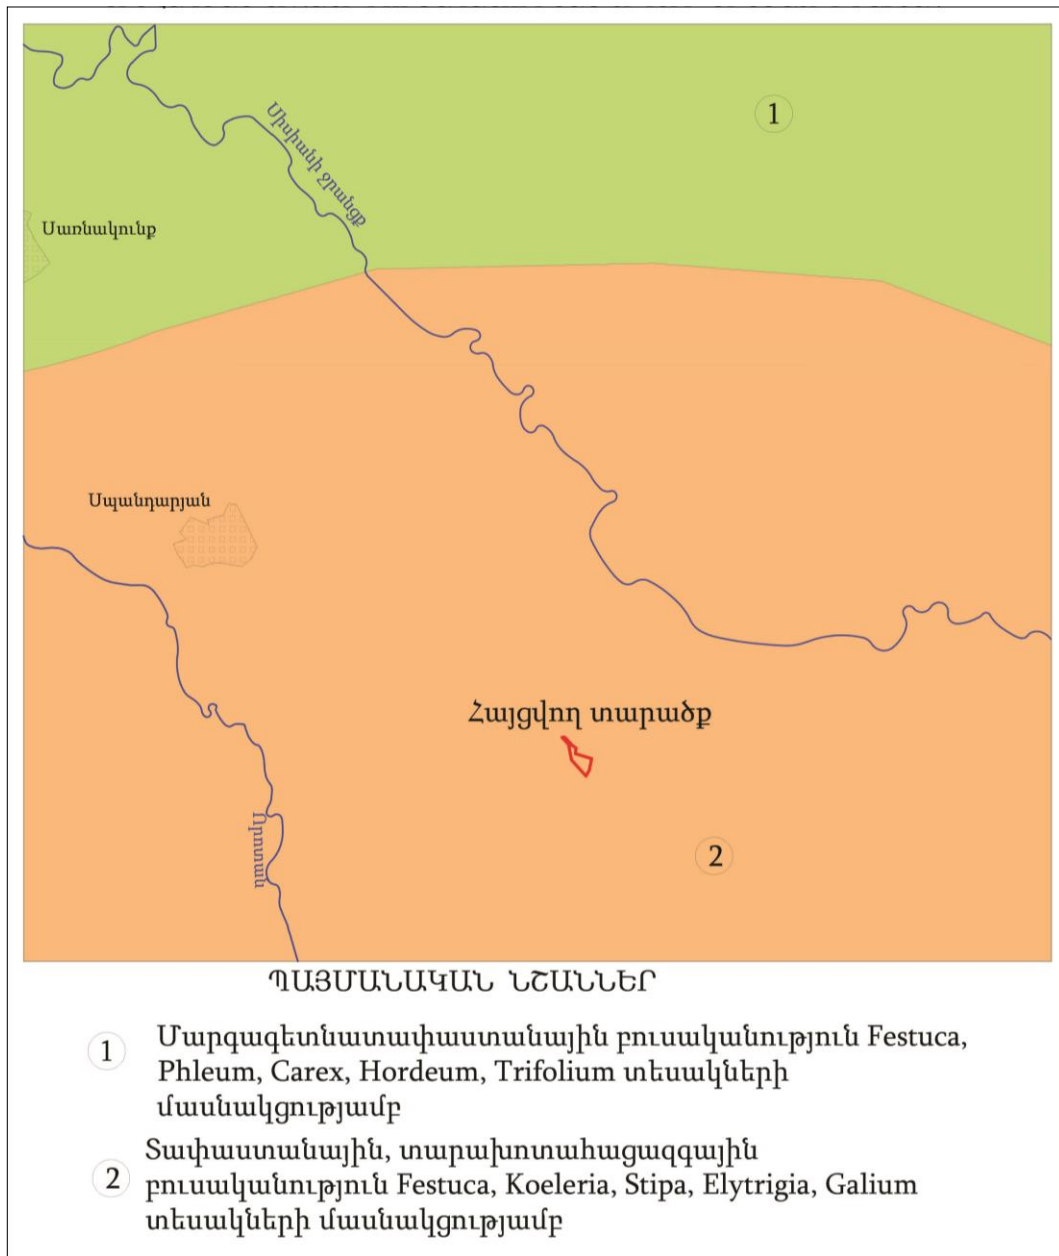 1
Սիսիանի ջրանցք
Սառնակունք
Սպանդարյան
Հայցվող տարածք
Որոտան
2
ՊԱՅՄԱՆԱԿԱՆ ՆՇԱՆՆԵՐ
1 Մարգագետնատափաստանային բուսականություն Festuca,
Phleum, Carex, Hordeum, Trifolium տեսակների
մասնակցությամբ
Տափաստանային, տարախոտահացազգային
2 բուսականություն Festuca, Koeleria, Stipa, Elytrigia, Galium
տեսակների մասնակցությամբ